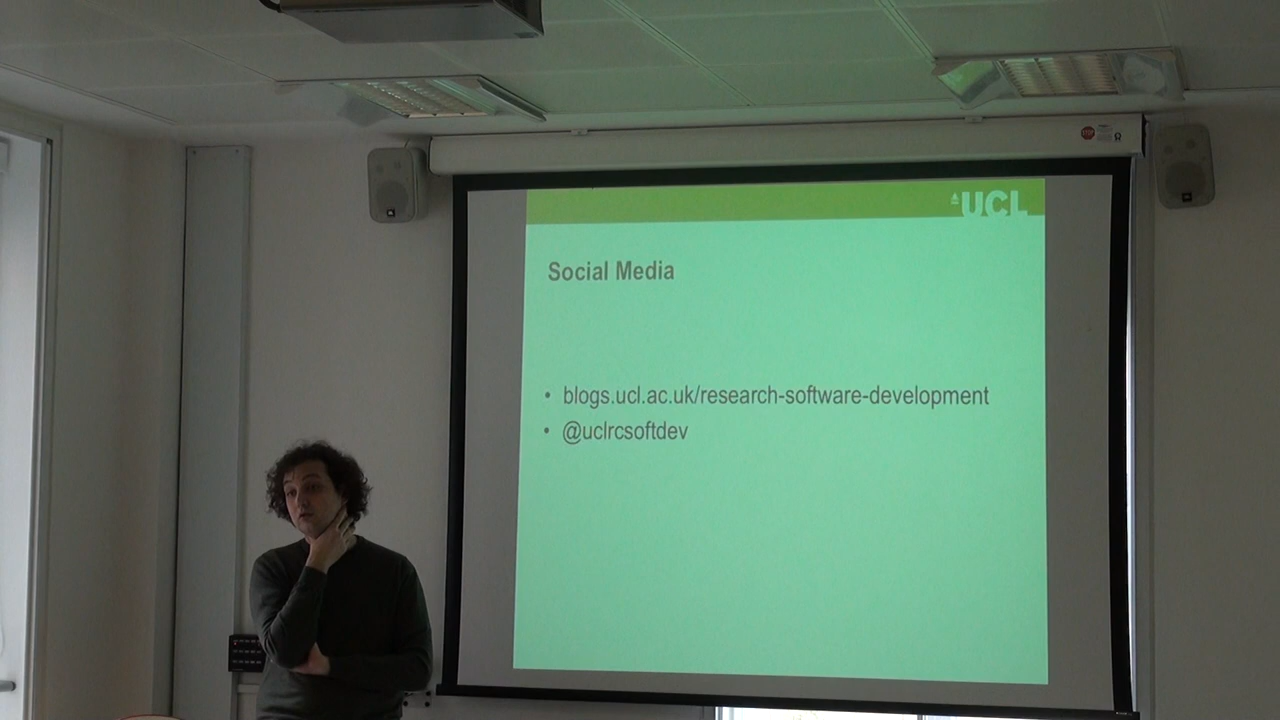 UCL
Social Media
• blogs.ucl.ac.uk/research-software-development
• @uclrcsoftdev